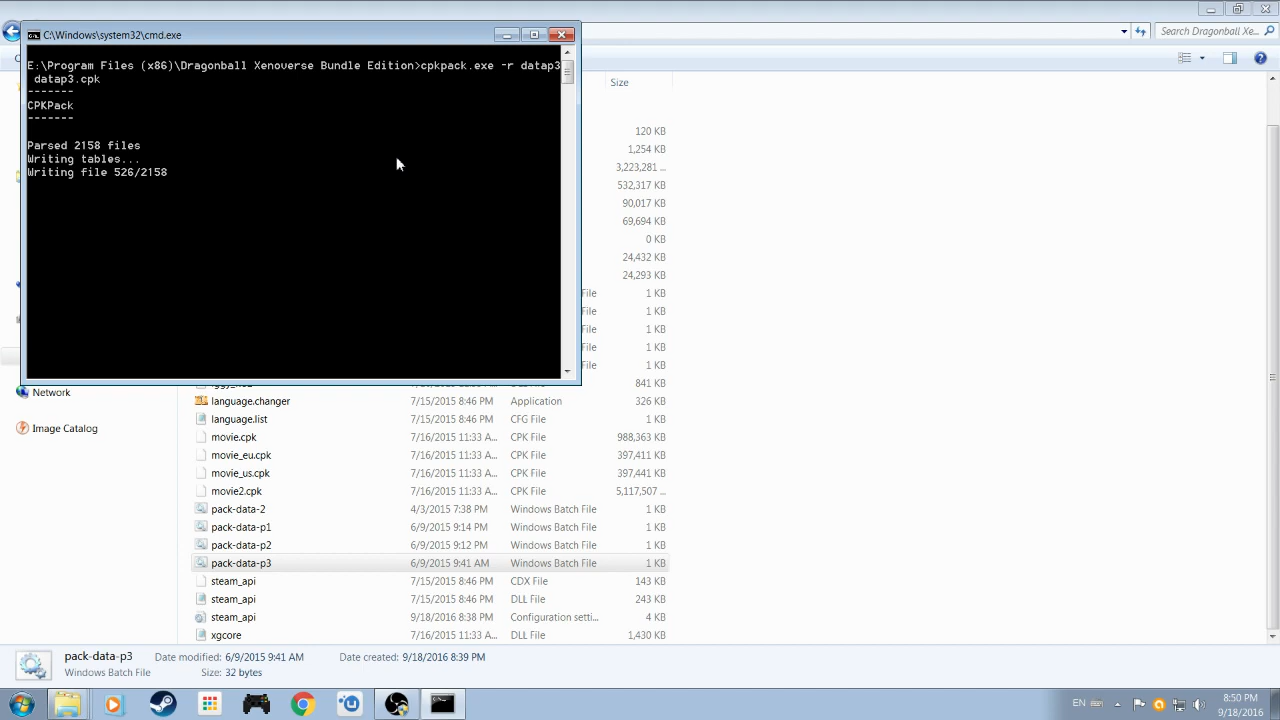 C:\Windows\system32\cmd.exe
Search Dragonball Xe...
E:\Program Files (x86)\Dragonball Xenoverse Bundle Edition>cpkpack.exe -r datap3
datap3.cpk
-------
CPKPack
-------
Parsed 2158 files
Writing tables...
Writing file 526/2158
Size
120 KB
1,254 KB
3,223,281 ...
532,317 KB
90,017 KB
69,694 KB
0 KB
24,432 KB
24,293 KB
File 1 KB
File 1 KB
File 1 KB
File 1 KB
File 1 KB
841 KB
Network
Image Catalog
language.changer 7/15/2015 8:46 PM Application 326 KB
language.list 7/15/2015 8:46 PM CFG File 1 KB
movie.cpk 7/16/2015 11:33 A... CPK File 988,363 KB
movie_eu.cpk 7/16/2015 11:33 A... CPK File 397,411 KB
movie_us.cpk 7/16/2015 11:33 A... CPK File 397,441 KB
movie2.cpk 7/16/2015 11:33 A... CPK File 5,117,507 ...
pack-data-2 4/3/2015 7:38 PM Windows Batch File 1 KB
pack-data-p1 6/9/2015 9:14 PM Windows Batch File 1 KB
pack-data-p2 6/9/2015 9:12 PM Windows Batch File 1 KB
pack-data-p3 6/9/2015 9:41 AM Windows Batch File 1 KB
steam_api 7/15/2015 8:46 PM CDX File 143 KB
steam_api 7/15/2015 8:46 PM DLL File 243 KB
steam_api 9/18/2016 8:38 PM Configuration setti... 4 KB
xgcore 7/16/2015 11:33 A... DLL File 1,430 KB
pack-data-p3 Date modified: 6/9/2015 9:41 AM Date created: 9/18/2016 8:39 PM
Windows Batch File Size: 32 bytes
EN
8:50 PM
9/18/2016